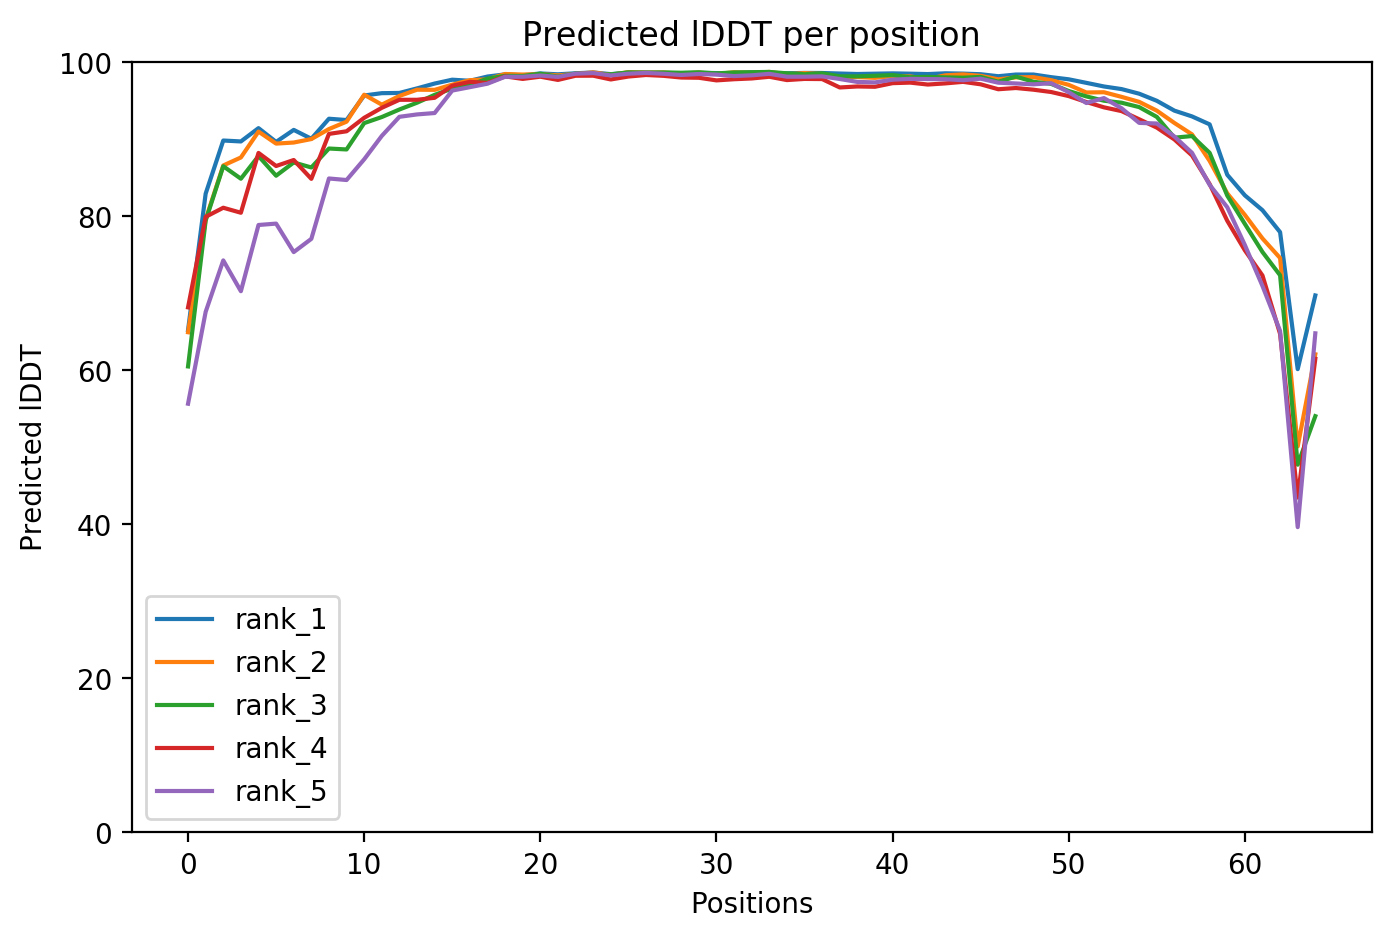 Predicted lDDT per position
Predicted lDDT
100
80
60
40
20
0
rank_1
rank_2
rank_3
rank_4
rank_5
0 10 20 30 40 50 60
Positions